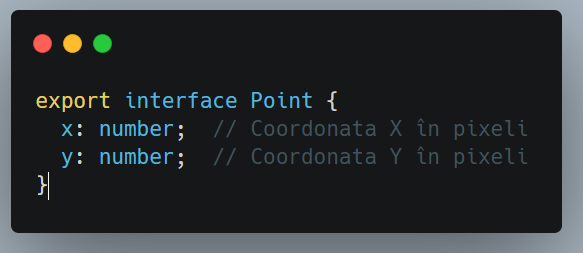 export interface Point {
  x: number;  // Coordonata X în pixeli
  y: number;  // Coordonata Y în pixeli
}